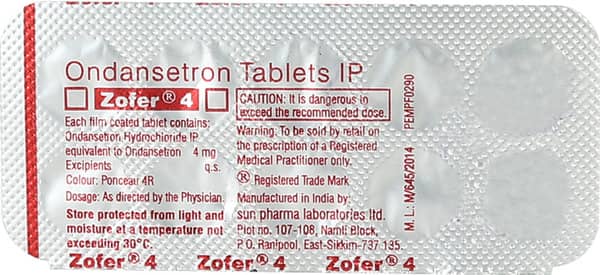 Ondansetron Tablets IP
Zofer® 4
Each film coated tablet contains:
Ondansetron Hydrochloride IP
equivalent to Ondansetron 4 mg
Excipients q.s.
Colour: Ponceau 4R
Dosage: As directed by the Physician.
Store protected from light and
moisture at a temperature not
exceeding 30°C.
CAUTION: It is dangerous to
exceed the recommended dose.
Warning: To be sold by retail on
the prescription of a Registered
Medical Practitioner only.
® Registered Trade Mark
Manufactured in India by:
sun pharma laboratories ltd.
Plot no. 107-108, Namli Block,
P.O. Ranipool, East-Sikkim-737 135.
M. L.: M/645/2014 PEMPF0290
Zofer® 4 Zofer® 4 Zofer® 4